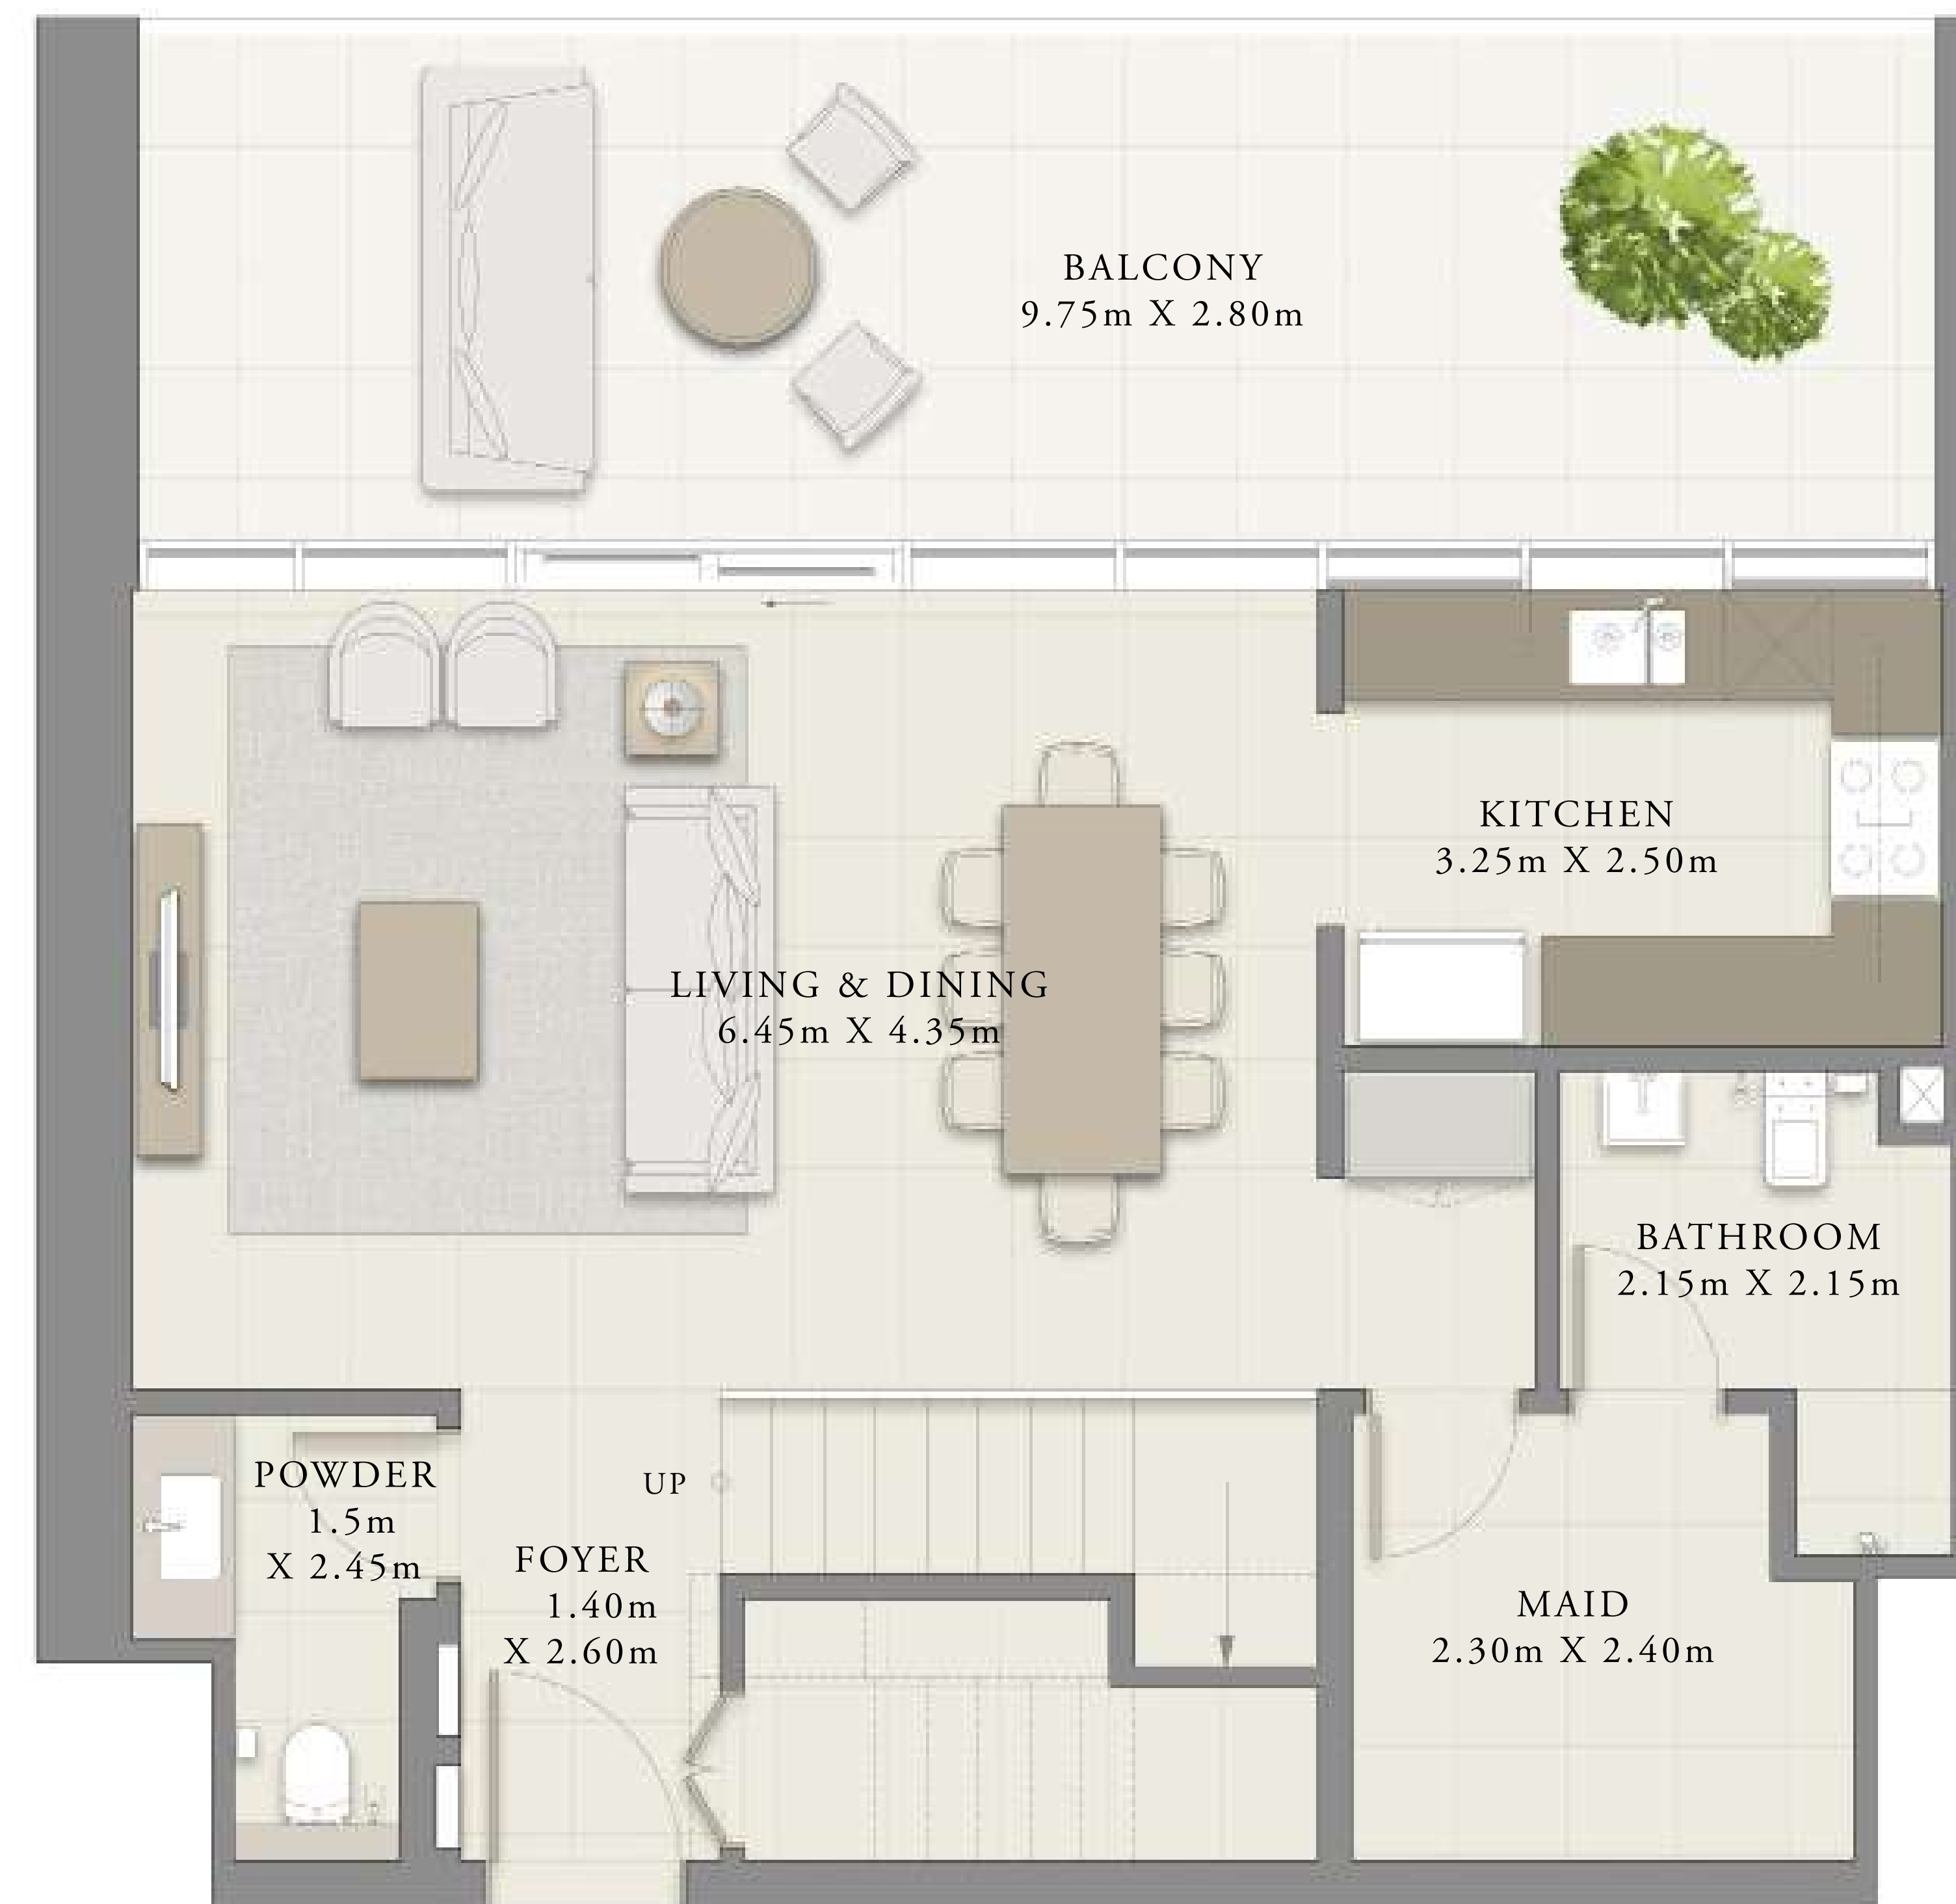 BALCONY
9.75m X 2.80m
KITCHEN
3.25m X 2.50m
LIVING & DINING
6.45m X 4.35m
BATHROOM
2.15m X 2.15m
POWDER
1.5m
X 2.45m
UP
FOYER
1.40m
X 2.60m
MAID
2.30m X 2.40m